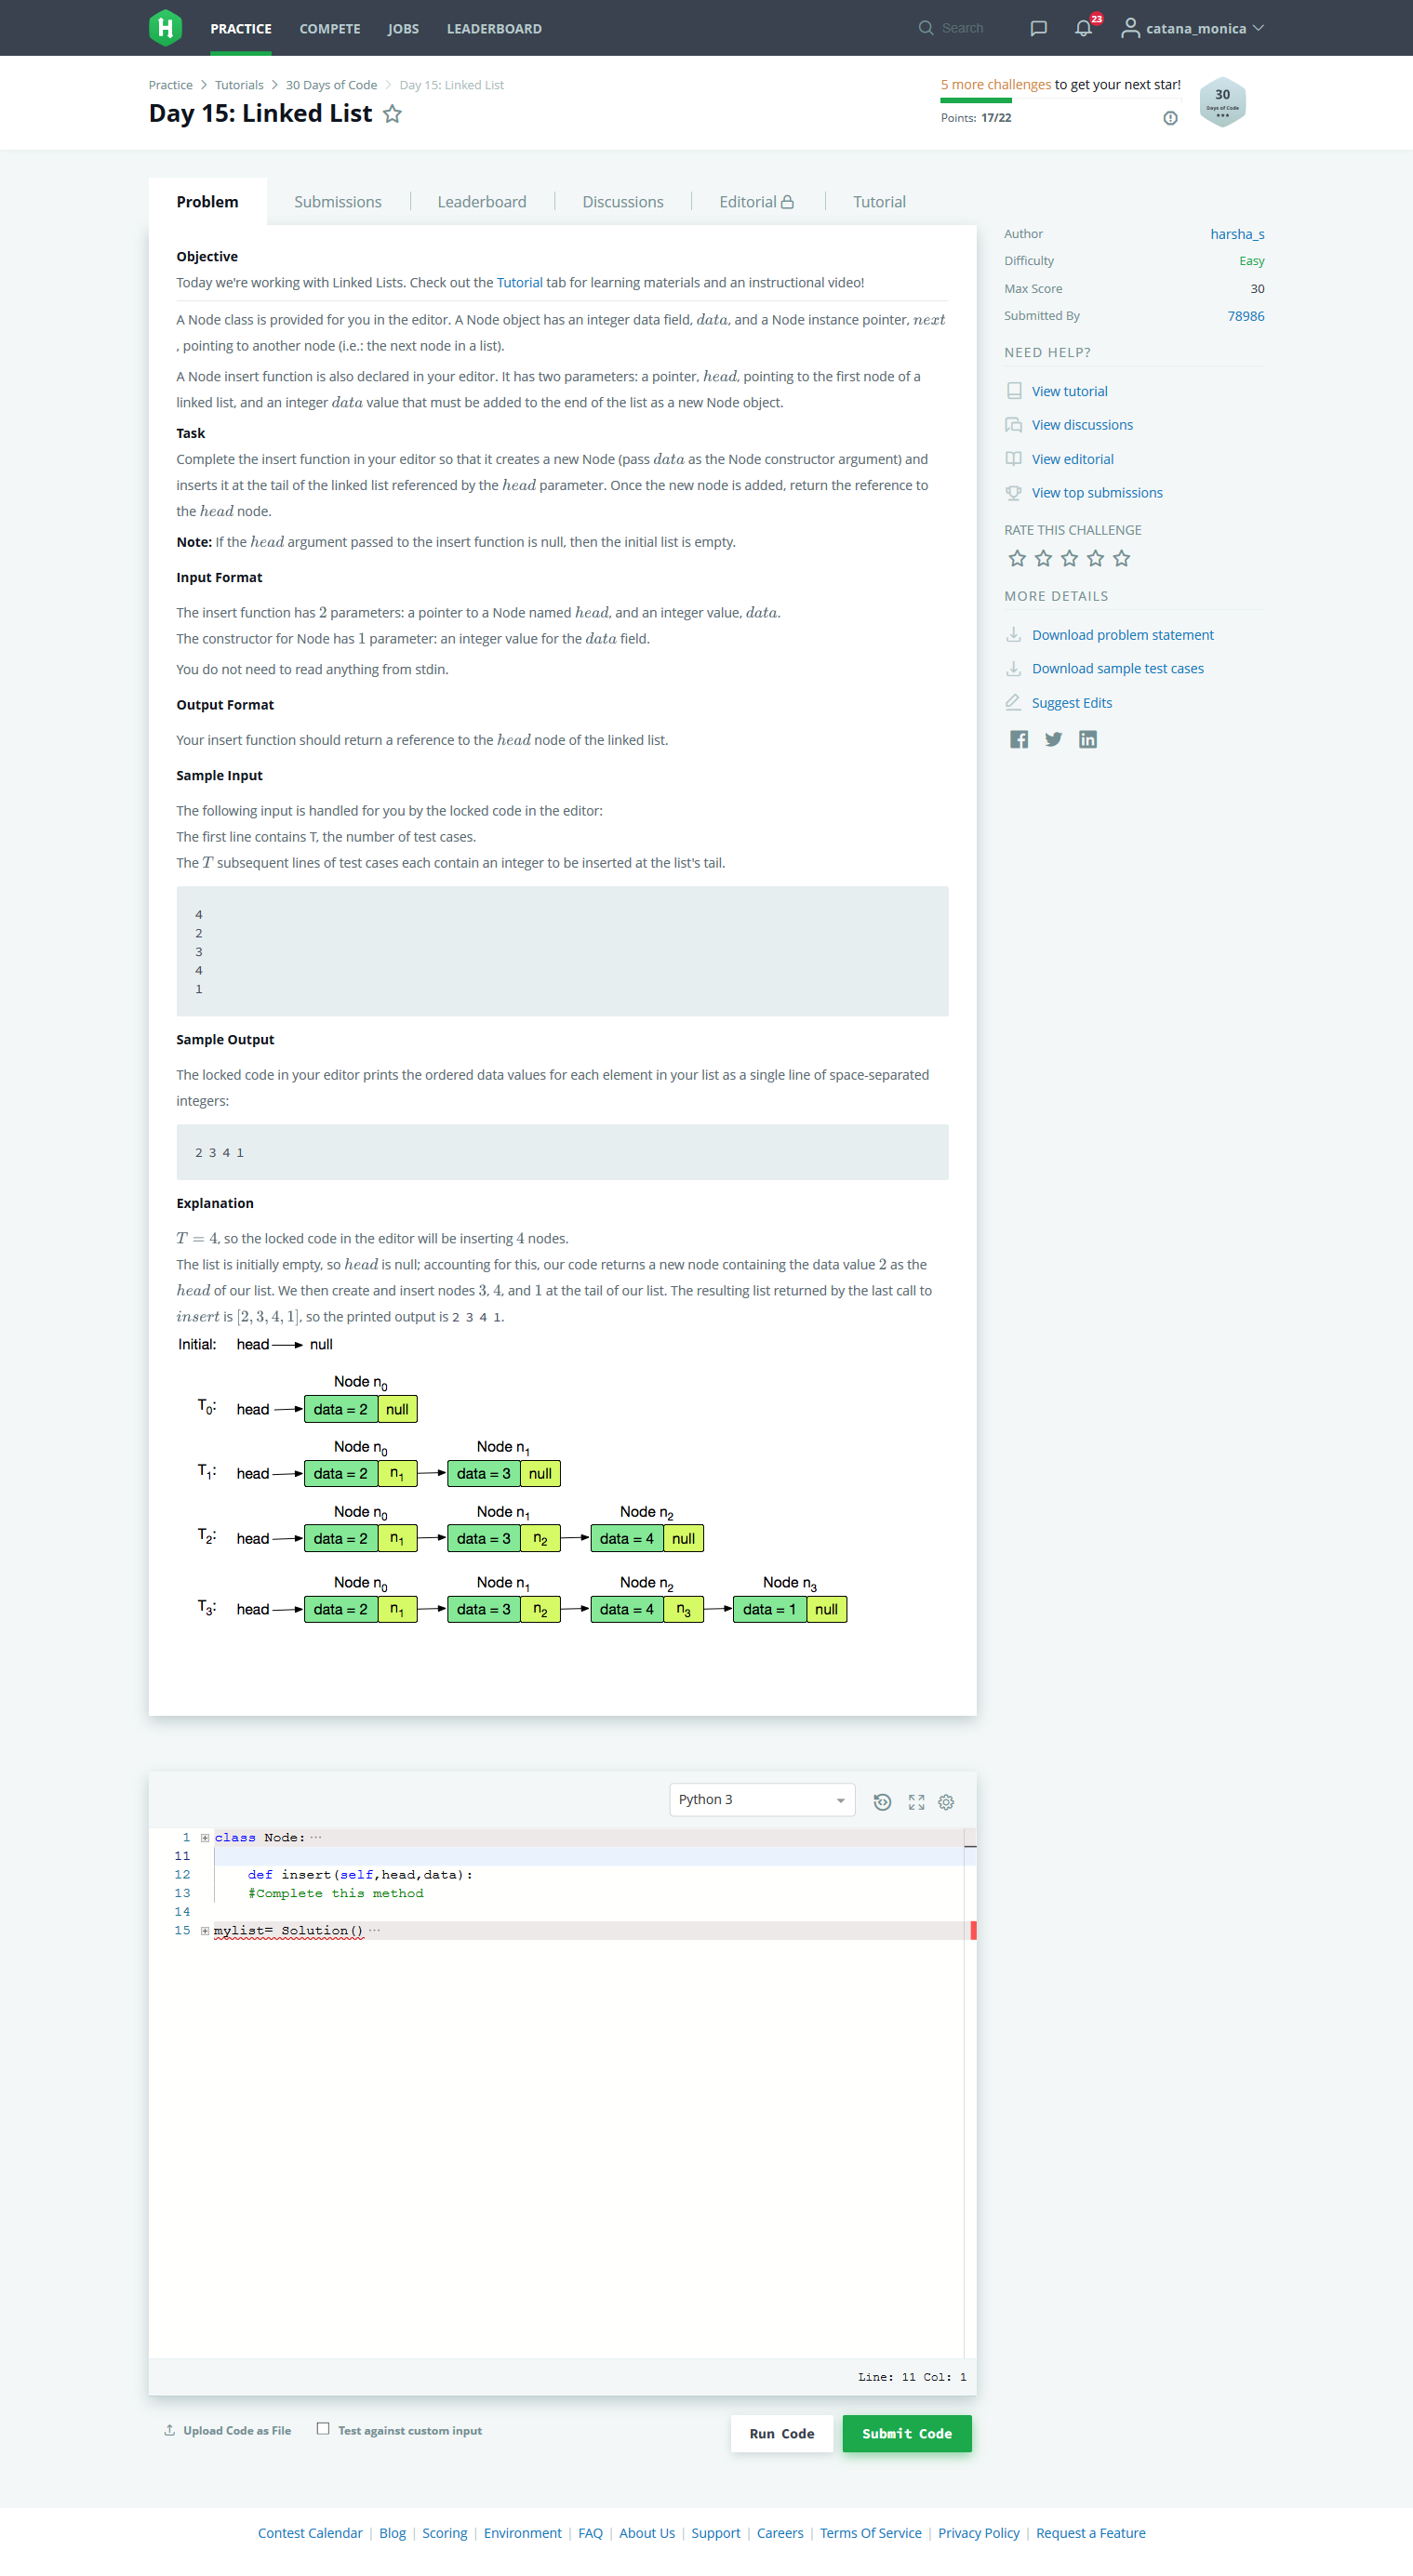 PRACTICE COMPETE JOBS LEADERBOARD Search 23 catana_monica
Practice > Tutorials > 30 Days of Code > Day 15: Linked List
Day 15: Linked List
5 more challenges to get your next star!
Points: 17/22
30
Days of Code
Problem Submissions Leaderboard Discussions Editorial Tutorial
Objective
Today we're working with Linked Lists. Check out the Tutorial tab for learning materials and an instructional video!
A Node class is provided for you in the editor. A Node object has an integer data field, data, and a Node instance pointer, next
, pointing to another node (i.e.: the next node in a list).
A Node insert function is also declared in your editor. It has two parameters: a pointer, head, pointing to the first node of a
linked list, and an integer data value that must be added to the end of the list as a new Node object.
Task
Complete the insert function in your editor so that it creates a new Node (pass data as the Node constructor argument) and
inserts it at the tail of the linked list referenced by the head parameter. Once the new node is added, return the reference to
the head node.
Note: If the head argument passed to the insert function is null, then the initial list is empty.
Input Format
The insert function has 2 parameters: a pointer to a Node named head, and an integer value, data.
The constructor for Node has 1 parameter: an integer value for the data field.
You do not need to read anything from stdin.
Output Format
Your insert function should return a reference to the head node of the linked list.
Sample Input
The following input is handled for you by the locked code in the editor:
The first line contains T, the number of test cases.
The T subsequent lines of test cases each contain an integer to be inserted at the list's tail.
4
2
3
4
1
Sample Output
The locked code in your editor prints the ordered data values for each element in your list as a single line of space-separated
integers:
2 3 4 1
Explanation
T = 4, so the locked code in the editor will be inserting 4 nodes.
The list is initially empty, so head is null; accounting for this, our code returns a new node containing the data value 2 as the
head of our list. We then create and insert nodes 3, 4, and 1 at the tail of our list. The resulting list returned by the last call to
insert is [2, 3, 4, 1], so the printed output is 2 3 4 1.
Initial: head null
Node n0
T0: head data = 2 null
Node n0 Node n1
T1: head data = 2 n1 data = 3 null
Node n0 Node n1 Node n2
T2: head data = 2 n1 data = 3 n2 data = 4 null
Node n0 Node n1 Node n2 Node n3
T3: head data = 2 n1 data = 3 n2 data = 4 n3 data = 1 null
Author harsha_s
Difficulty Easy
Max Score 30
Submitted By 78986
NEED HELP?
View tutorial
View discussions
View editorial
View top submissions
RATE THIS CHALLENGE
MORE DETAILS
Download problem statement
Download sample test cases
Suggest Edits
Python 3
1 class Node: ···
11
12 def insert(self,head,data):
13 #Complete this method
14
15 mylist= Solution() ···
Line: 11 Col: 1
Upload Code as File Test against custom input Run Code Submit Code
Contest Calendar | Blog | Scoring | Environment | FAQ | About Us | Support | Careers | Terms Of Service | Privacy Policy | Request a Feature